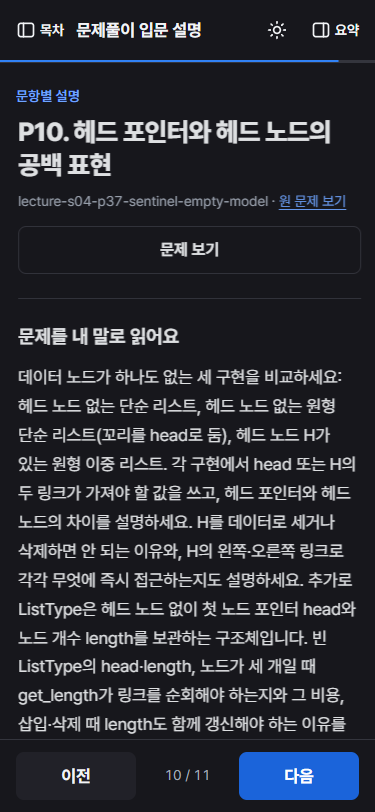 목차 문제풀이 입문 설명 요약
문항별 설명
P10. 헤드 포인터와 헤드 노드의
공백 표현
lecture-s04-p37-sentinel-empty-model · 원 문제 보기
문제 보기
문제를 내 말로 읽어요
데이터 노드가 하나도 없는 세 구현을 비교하세요:
헤드 노드 없는 단순 리스트, 헤드 노드 없는 원형
단순 리스트(꼬리를 head로 둠), 헤드 노드 H가
있는 원형 이중 리스트. 각 구현에서 head 또는 H의
두 링크가 가져야 할 값을 쓰고, 헤드 포인터와 헤드
노드의 차이를 설명하세요. H를 데이터로 세거나
삭제하면 안 되는 이유와, H의 왼쪽·오른쪽 링크로
각각 무엇에 즉시 접근하는지도 설명하세요. 추가로
ListType은 헤드 노드 없이 첫 노드 포인터 head와
노드 개수 length를 보관하는 구조체입니다. 빈
ListType의 head·length, 노드가 세 개일 때
get_length가 링크를 순회해야 하는지와 그 비용,
삽입·삭제 때 length도 함께 갱신해야 하는 이유를
이전 10 / 11 다음